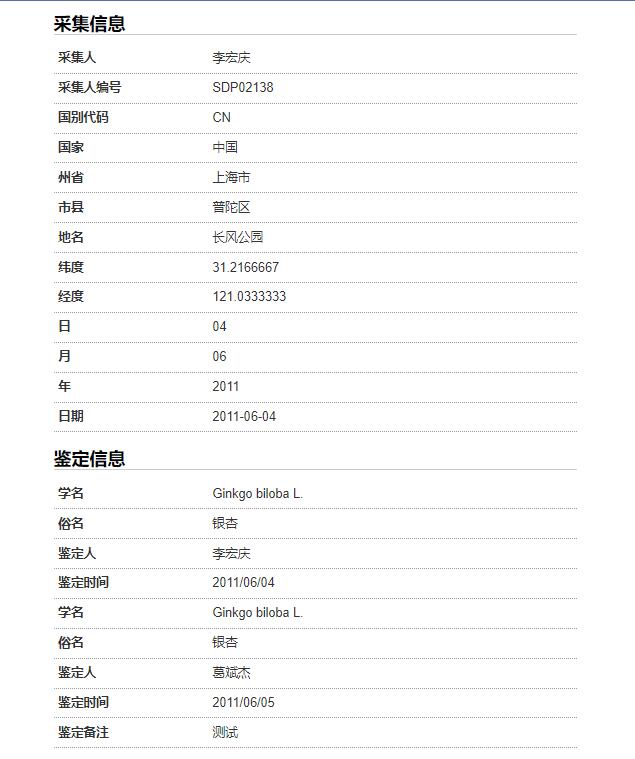 采集信息
采集人 李宏庆
采集人编号 SDP02138
国别代码 CN
国家 中国
州省 上海市
市县 普陀区
地名 长风公园
纬度 31.2166667
经度 121.0333333
日 04
月 06
年 2011
日期 2011-06-04
鉴定信息
学名 Ginkgo biloba L.
俗名 银杏
鉴定人 李宏庆
鉴定时间 2011/06/04
学名 Ginkgo biloba L.
俗名 银杏
鉴定人 葛斌杰
鉴定时间 2011/06/05
鉴定备注 测试